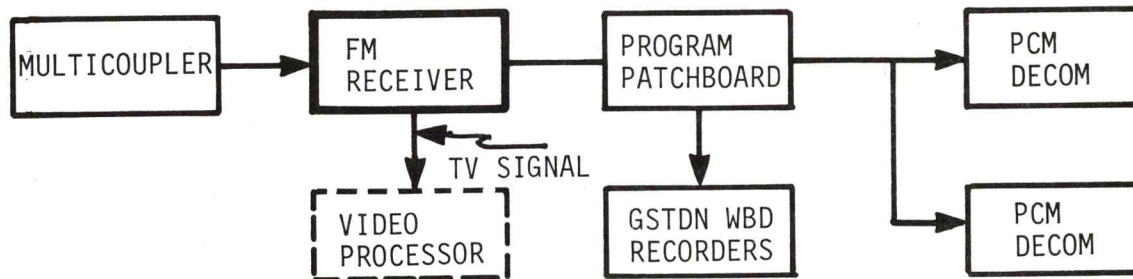 MULTICOUPLER
FM
RECEIVER
PROGRAM
PATCHBOARD
PCM
DECOM
TV SIGNAL
VIDEO
PROCESSOR
GSTDN WBD
RECORDERS
PCM
DECOM